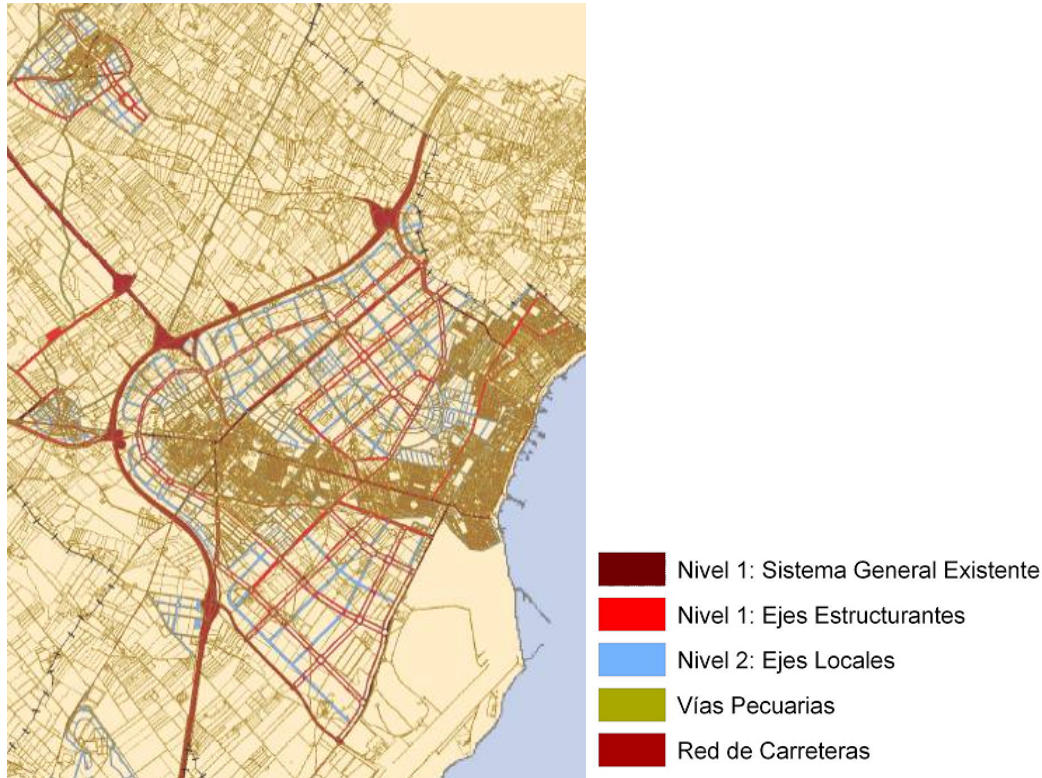 Nivel 1: Sistema General Existente
Nivel 1: Ejes Estructurantes
Nivel 2: Ejes Locales
Vías Pecuarias
Red de Carreteras